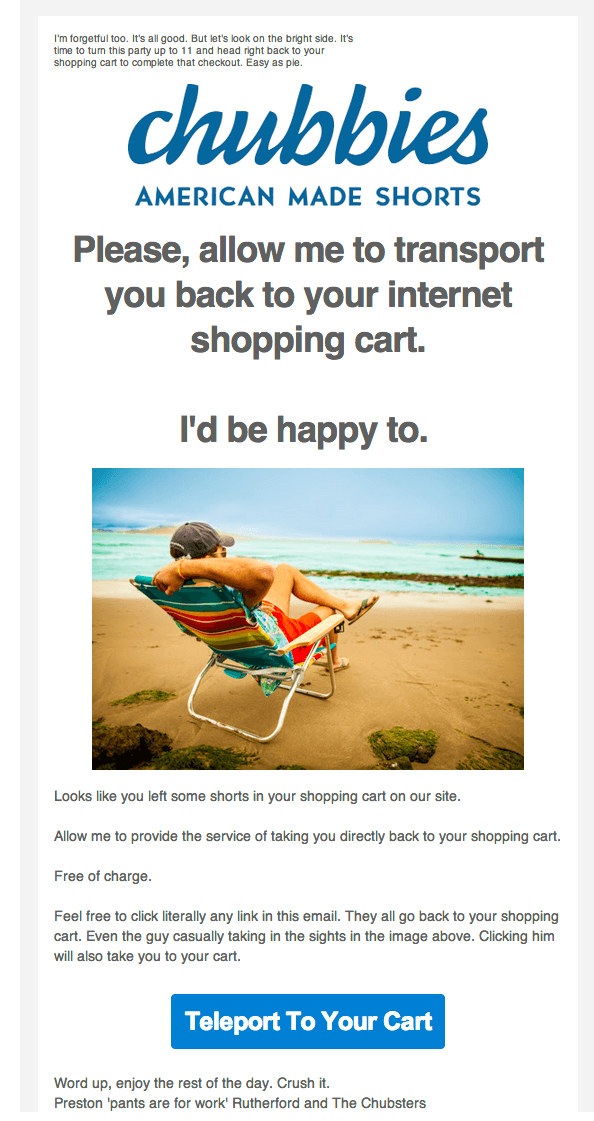 I'm forgetful too. It's all good. But let's look on the bright side. It's
time to turn this party up to 11 and head right back to your
shopping cart to complete that checkout. Easy as pie.
chubbies
AMERICAN MADE SHORTS
Please, allow me to transport
you back to your internet
shopping cart.
I'd be happy to.
Looks like you left some shorts in your shopping cart on our site.
Allow me to provide the service of taking you directly back to your shopping cart.
Free of charge.
Feel free to click literally any link in this email. They all go back to your shopping
cart. Even the guy casually taking in the sights in the image above. Clicking him
will also take you to your cart.
Teleport To Your Cart
Word up, enjoy the rest of the day. Crush it.
Preston 'pants are for work' Rutherford and The Chubsters